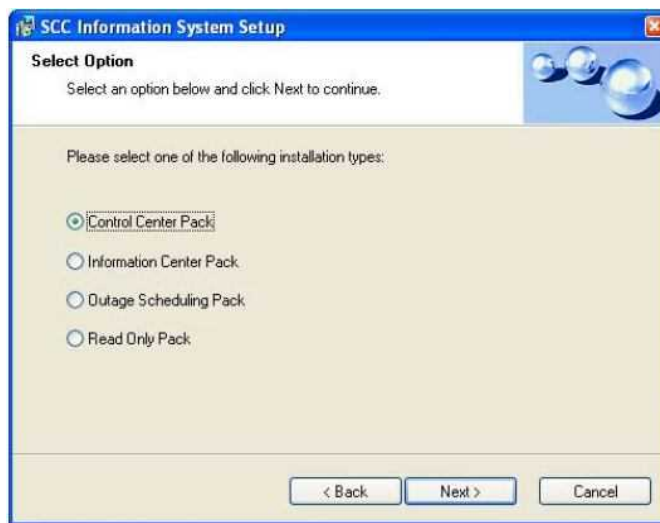 SCC Information System Setup
Select Option
Select an option below and click Next to continue.
Please select one of the following installation types:
Control Center Pack
Information Center Pack
Outage Scheduling Pack
Read Only Pack
< Back
Next >
Cancel